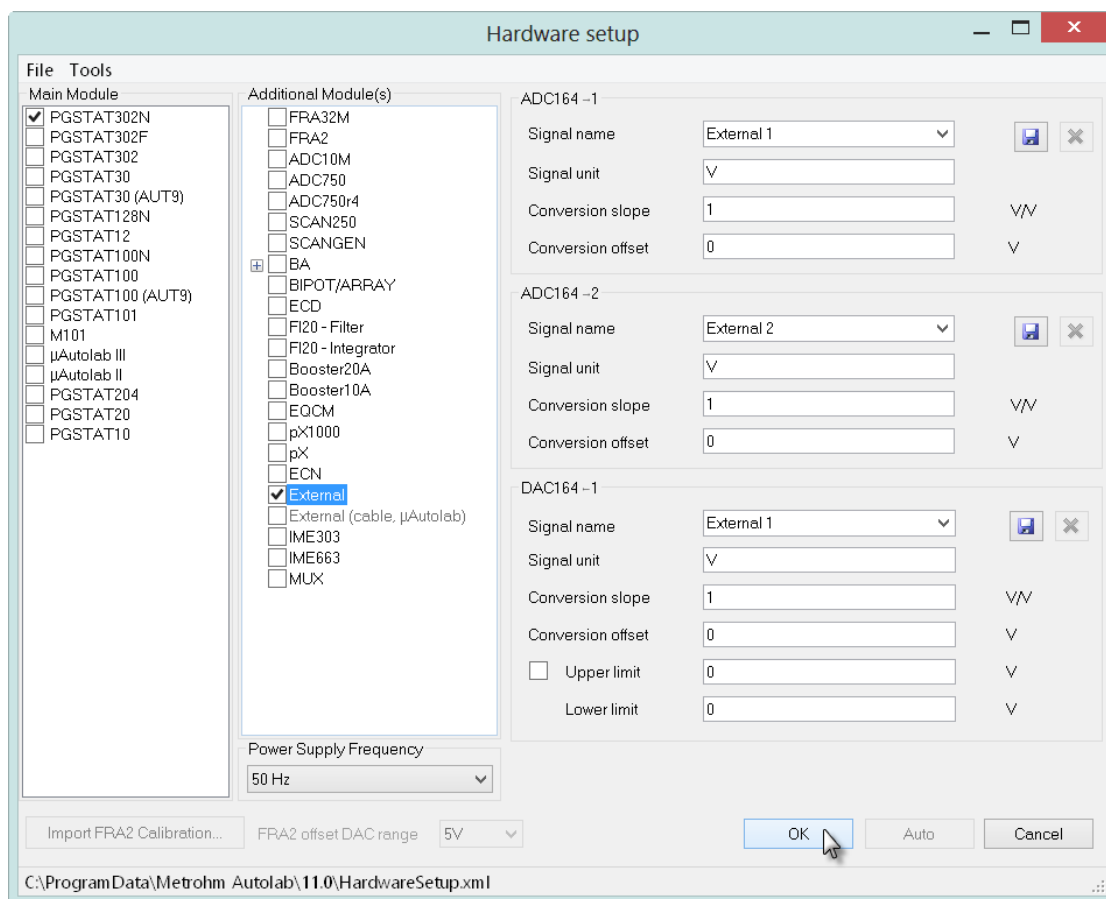 Hardware setup
File Tools
Main Module
PGSTAT302N
PGSTAT302F
PGSTAT302
PGSTAT30
PGSTAT30 (AUT9)
PGSTAT128N
PGSTAT12
PGSTAT100N
PGSTAT100
PGSTAT100 (AUT9)
PGSTAT101
M101
µAutolab III
µAutolab II
PGSTAT204
PGSTAT20
PGSTAT10
Additional Module(s)
FRA32M
FRA2
ADC10M
ADC750
ADC750r4
SCAN250
SCANGEN
BA
BIPOT/ARRAY
ECD
FI20 - Filter
FI20 - Integrator
Booster20A
Booster10A
EQCM
pX1000
pX
ECN
External
External (cable, µAutolab)
IME303
IME663
MUX
Power Supply Frequency
50 Hz
ADC164 -1
Signal name External 1
Signal unit V
Conversion slope 1 V/V
Conversion offset 0 V
ADC164 -2
Signal name External 2
Signal unit V
Conversion slope 1 V/V
Conversion offset 0 V
DAC164 -1
Signal name External 1
Signal unit V
Conversion slope 1 V/V
Conversion offset 0 V
Upper limit 0 V
Lower limit 0 V
Import FRA2 Calibration... FRA2 offset DAC range 5V OK Auto Cancel
C:\ProgramData\Metrohm Autolab\11.0\HardwareSetup.xml